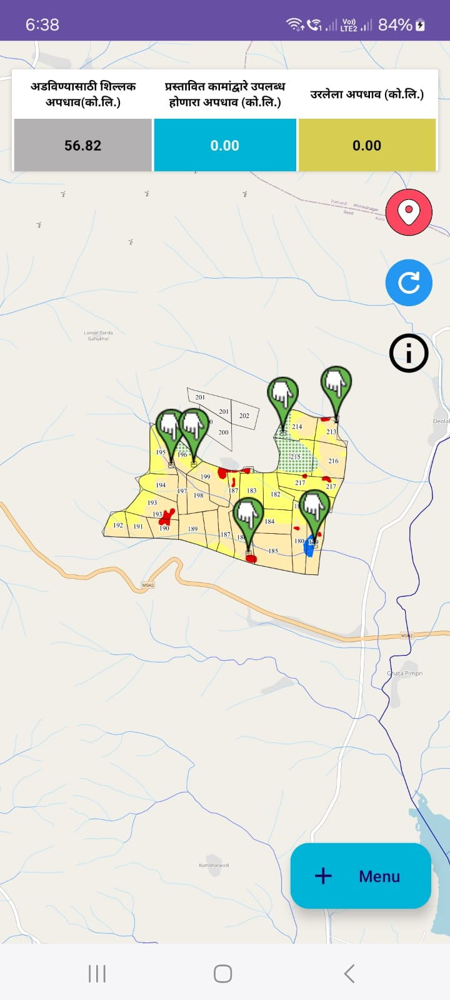 6:38
Vo)) 84%
LTE2
अडविण्यासाठी शिल्लक
अपधाव(को.लि.)
प्रस्तावित कामांद्वारे उपलब्ध
होणारा अपधाव (को.लि.)
उरलेला अपधाव (को.लि.)
56.82
0.00
0.00
Patnardi Ahmednagar
Beed
Laman Tanda
Gahukhel
201
201
202
200
214
213
Deolal
195
196
215
216
199
194
197
198
187
183
182
217
217
193
193
192
191
190
189
187
184
185
180
MSH2
MSH2
Ghata Pimpri
Kumbharwadi
+ Menu